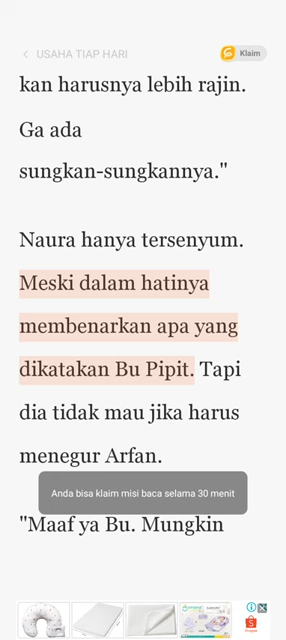 USAHA TIAP HARI
Klaim
kan harusnya lebih rajin.
Ga ada
sungkan-sungkannya."
Naura hanya tersenyum.
Meski dalam hatinya
membenarkan apa yang
dikatakan Bu Pipit. Tapi
dia tidak mau jika harus
menegur Arfan.
Anda bisa klaim misi baca selama 30 menit
"Maaf ya Bu. Mungkin
Shopee